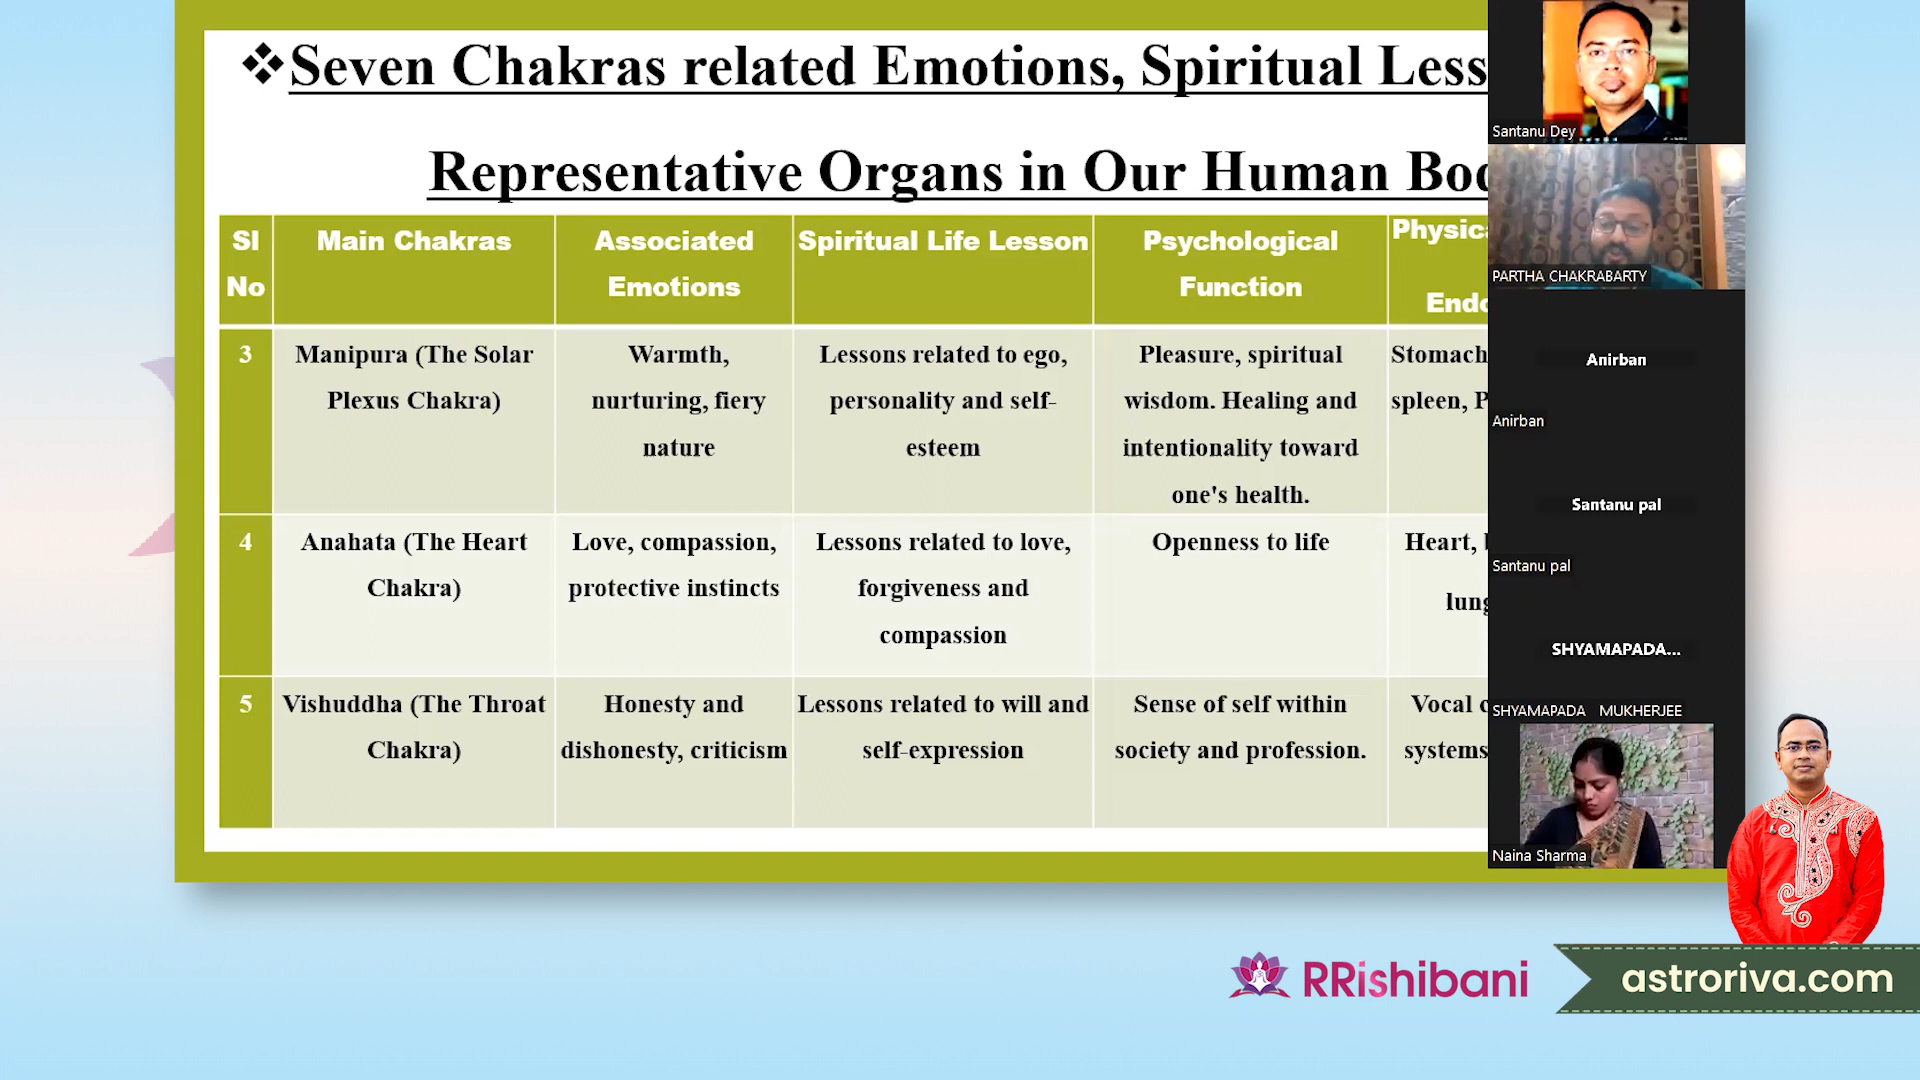 ❖Seven Chakras related Emotions, Spiritual
Representative Organs in Our Human
Sl No
Main Chakras
Associated Emotions
Spiritual Life Lesson
Psychological Function
3
Manipura (The Solar
Plexus Chakra)
Warmth,
nurturing, fiery
nature
Lessons related to ego,
personality and self-
esteem
Pleasure, spiritual
wisdom. Healing and
intentionality toward
one's health.
Stomach
spleen,
4
Anahata (The Heart
Chakra)
Love, compassion,
protective instincts
Lessons related to love,
forgiveness and
compassion
Openness to life
Heart,
5
Vishuddha (The Throat
Chakra)
Honesty and
dishonesty, criticism
Lessons related to will and
self-expression
Sense of self within
society and profession.
Vocal
systems
Santanu Dey
PARTHA CHAKRABARTY
Anirban
Anirban
Santanu pal
Santanu pal
SHYAMAPADA...
SHYAMAPADA MUKHERJEE
Naina Sharma
RRishibani
astroriva.com